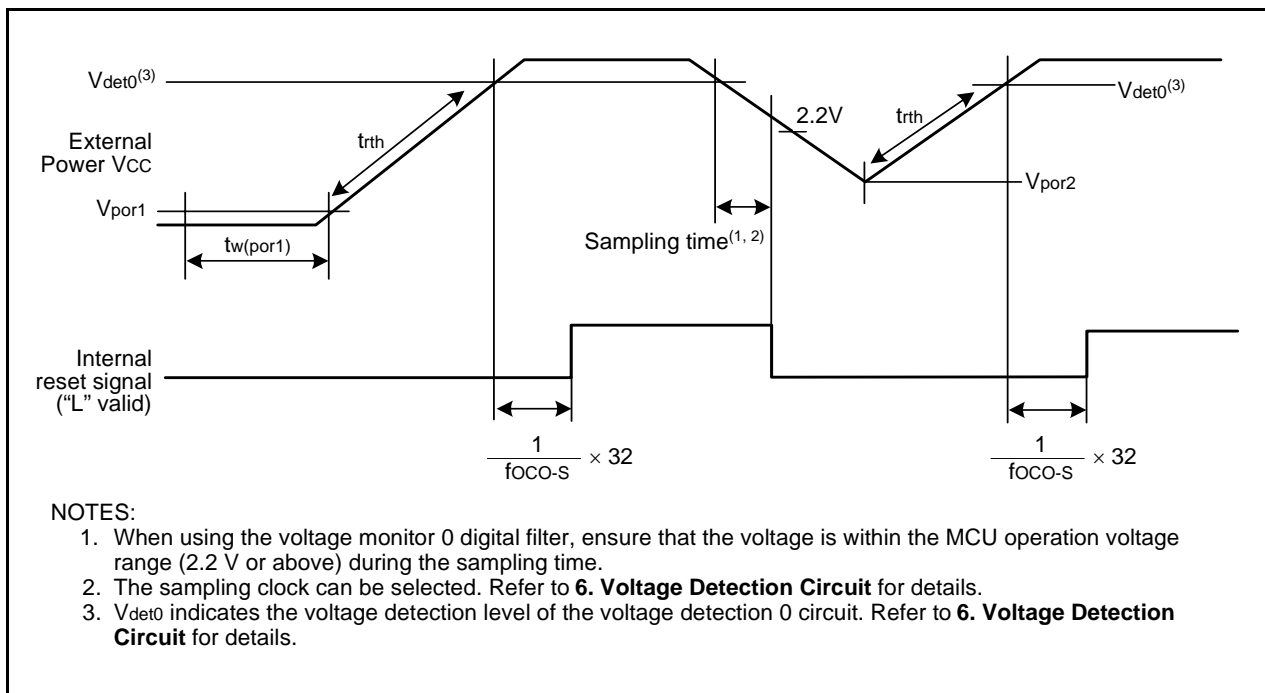 Vdet0(3)
External
Power VCC
trth
Vpor1
tw(por1)
2.2V
Sampling time(1, 2)
trth
Vdet0(3)
Vpor2
Internal
reset signal
(“L” valid)
1
fOCO-S
× 32
1
fOCO-S
× 32
NOTES:
1. When using the voltage monitor 0 digital filter, ensure that the voltage is within the MCU operation voltage
range (2.2 V or above) during the sampling time.
2. The sampling clock can be selected. Refer to 6. Voltage Detection Circuit for details.
3. Vdet0 indicates the voltage detection level of the voltage detection 0 circuit. Refer to 6. Voltage Detection
Circuit for details.